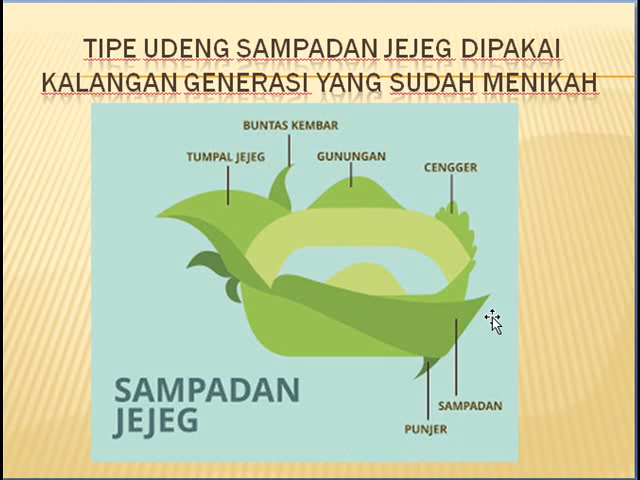 TIPE UDENG SAMPADAN JEJEG DIPAKAI
KALANGAN GENERASI YANG SUDAH MENIKAH
BUNTAS KEMBAR
TUMPAL JEJEG
GUNUNGAN
CENGGER
SAMPADAN
JEJEG
SAMPADAN
PUNJER